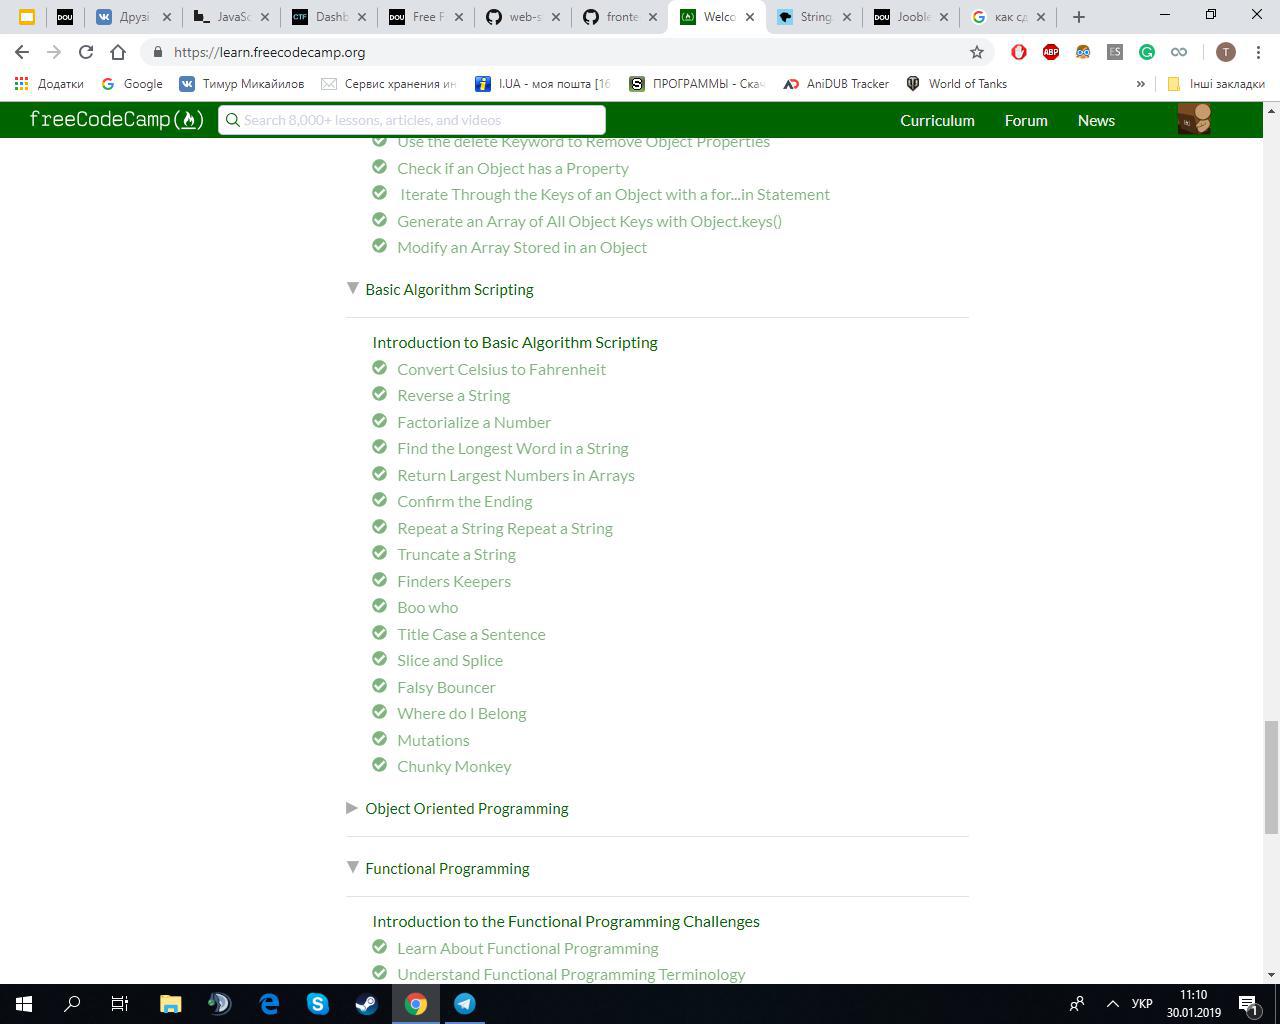 Друзі
JavaSc
CTF
Dashb
DOU
Free F
web-s
fronte
Welco
String
DOU
Jooble
как сд
https://learn.freecodecamp.org
ABP
ES
T
Додатки
Google
Тимур Микайилов
Сервис хранения ин
I.UA - моя пошта [16
ПРОГРАММЫ - Скач
AniDUB Tracker
World of Tanks
»
Інші закладки
freeCodeCamp
Search 8,000+ lessons, articles, and videos
Curriculum
Forum
News
Use the delete Keyword to Remove Object Properties
Check if an Object has a Property
Iterate Through the Keys of an Object with a for...in Statement
Generate an Array of All Object Keys with Object.keys()
Modify an Array Stored in an Object
Basic Algorithm Scripting
Introduction to Basic Algorithm Scripting
Convert Celsius to Fahrenheit
Reverse a String
Factorialize a Number
Find the Longest Word in a String
Return Largest Numbers in Arrays
Confirm the Ending
Repeat a String Repeat a String
Truncate a String
Finders Keepers
Boo who
Title Case a Sentence
Slice and Splice
Falsy Bouncer
Where do I Belong
Mutations
Chunky Monkey
Object Oriented Programming
Functional Programming
Introduction to the Functional Programming Challenges
Learn About Functional Programming
Understand Functional Programming Terminology
УКР
11:10
30.01.2019
1